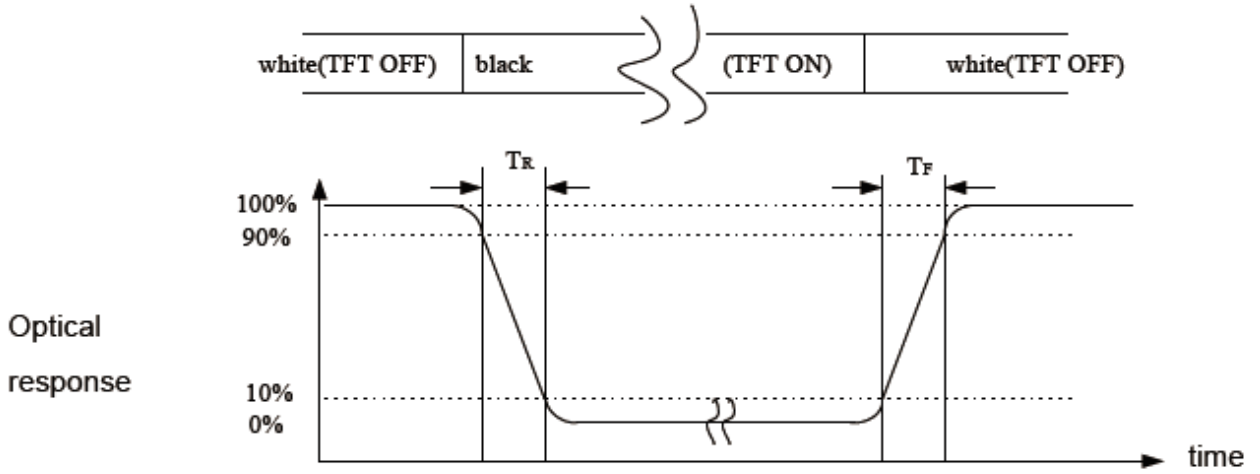 white(TFT OFF) black (TFT ON) white(TFT OFF)
TR TF
100%
90%
Optical
response
10%
0%
time